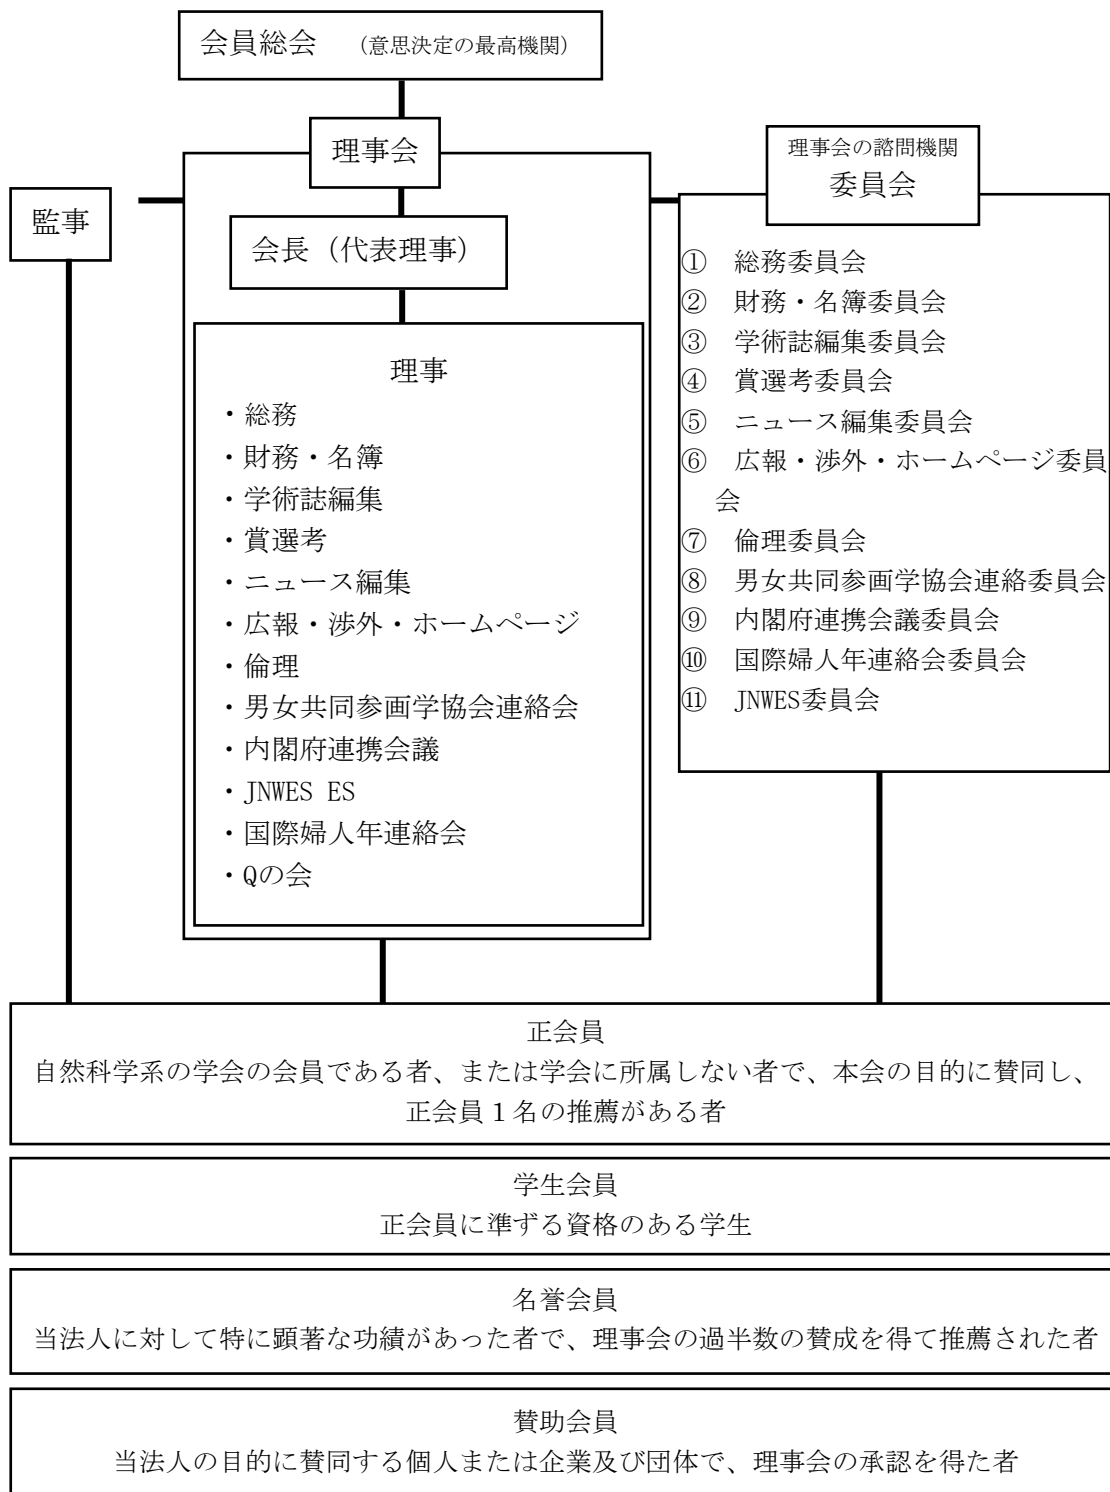 会員総会　（意思決定の最高機関）
理事会
監事
会長（代表理事）
理事
・総務
・財務・名簿
・学術誌編集
・賞選考
・ニュース編集
・広報・渉外・ホームページ
・倫理
・男女共同参画学協会連絡会
・内閣府連携会議
・JNWES ES
・国際婦人年連絡会
・Qの会
理事会の諮問機関
委員会
①　総務委員会
②　財務・名簿委員会
③　学術誌編集委員会
④　賞選考委員会
⑤　ニュース編集委員会
⑥　広報・渉外・ホームページ委員
会
⑦　倫理委員会
⑧　男女共同参画学協会連絡委員会
⑨　内閣府連携会議委員会
⑩　国際婦人年連絡会委員会
⑪　JNWES委員会
正会員
自然科学系の学会の会員である者、または学会に所属しない者で、本会の目的に賛同し、
正会員１名の推薦がある者
学生会員
正会員に準ずる資格のある学生
名誉会員
当法人に対して特に顕著な功績があった者で、理事会の過半数の賛成を得て推薦された者
賛助会員
当法人の目的に賛同する個人または企業及び団体で、理事会の承認を得た者